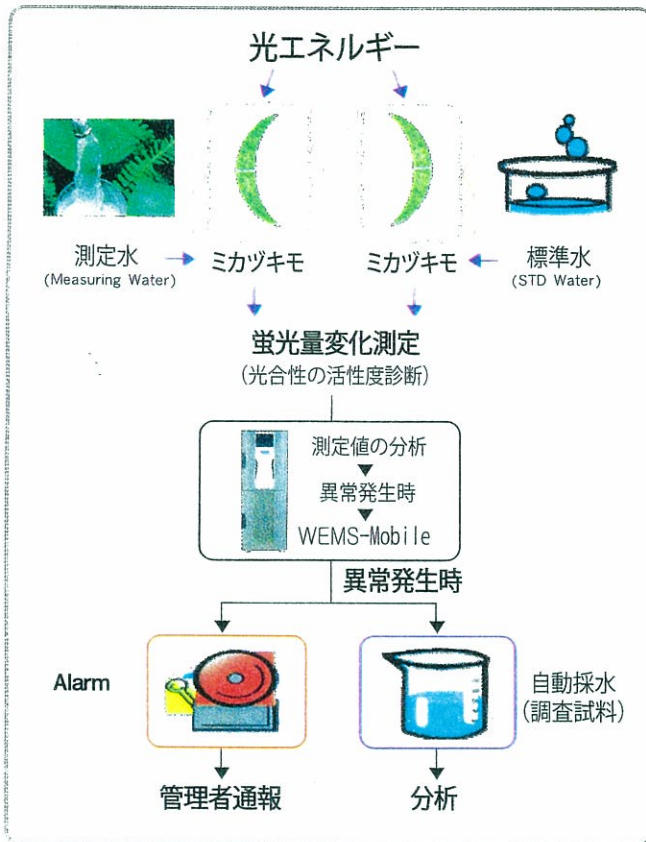 光エネルギー
測定水
(Measuring Water)
ミカヅキモ
ミカヅキモ
標準水
(STD Water)
蛍光量変化測定
(光合性の活性度診断)
測定値の分析
異常発生時
WEMS-Mobile
異常発生時
Alarm
自動採水
(調査試料)
管理者通報
分析